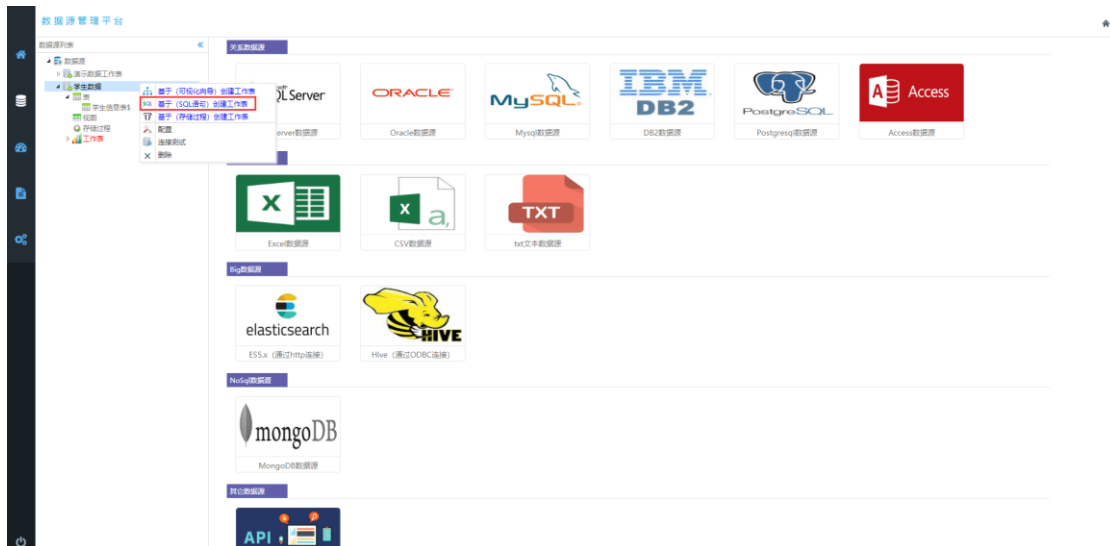 数据源管理平台
数据源列表
数据源
演示数据工作表
学生数据
表
学生信息表$
视图
存储过程
工作表
基于（可视化向导）创建工作表
SQL 基于（SQL语句）创建工作表
基于（存储过程）创建工作表
配置
连接测试
删除
关系数据源
QL Server
ORACLE
MySQL
IBM
DB2
PostgreSQL
A Access
erver数据源
Oracle数据源
Mysql数据源
DB2数据源
Postgresql数据源
Access数据源
X
X a,
TXT
Excel数据源
CSV数据源
txt文本数据源
Big数据源
elasticsearch
HIVE
ES5.x（通过http连接）
Hive（通过ODBC连接）
NoSql数据源
mongoDB
MongoDB数据源
其它数据源
API